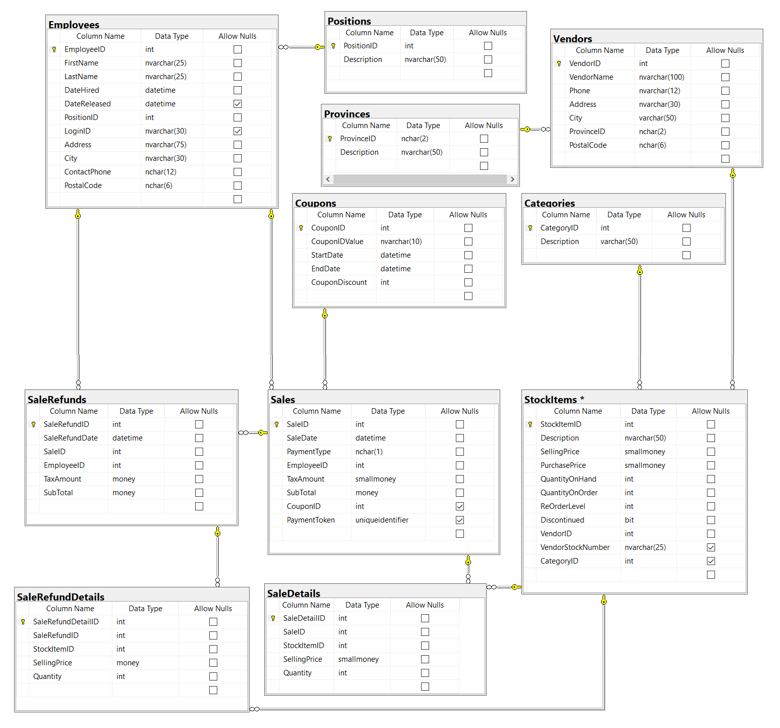 Employees
Column Name Data Type Allow Nulls
EmployeeID int
FirstName nvarchar(25)
LastName nvarchar(25)
DateHired datetime
DateReleased datetime
PositionID int
LoginID nvarchar(30)
Address nvarchar(75)
City nvarchar(30)
ContactPhone nchar(12)
PostalCode nchar(6)
Positions
Column Name Data Type Allow Nulls
PositionID int
Description nvarchar(50)
Vendors
Column Name Data Type Allow Nulls
VendorID int
VendorName nvarchar(100)
Phone nvarchar(12)
Address nvarchar(30)
City varchar(50)
ProvinceID nchar(2)
PostalCode nchar(6)
Provinces
Column Name Data Type Allow Nulls
ProvinceID nchar(2)
Description nvarchar(50)
Coupons
Column Name Data Type Allow Nulls
CouponID int
CouponIDValue nvarchar(10)
StartDate datetime
EndDate datetime
CouponDiscount int
Categories
Column Name Data Type Allow Nulls
CategoryID int
Description varchar(50)
SaleRefunds
Column Name Data Type Allow Nulls
SaleRefundID int
SaleRefundDate datetime
SaleID int
EmployeeID int
TaxAmount money
SubTotal money
Sales
Column Name Data Type Allow Nulls
SaleID int
SaleDate datetime
PaymentType nchar(1)
EmployeeID int
TaxAmount smallmoney
SubTotal money
CouponID int
PaymentToken uniqueidentifier
StockItems *
Column Name Data Type Allow Nulls
StockItemID int
Description nvarchar(50)
SellingPrice smallmoney
PurchasePrice smallmoney
QuantityOnHand int
QuantityOnOrder int
ReOrderLevel int
Discontinued bit
VendorID int
VendorStockNumber nvarchar(25)
CategoryID int
SaleRefundDetails
Column Name Data Type Allow Nulls
SaleRefundDetailID int
SaleRefundID int
StockItemID int
SellingPrice money
Quantity int
SaleDetails
Column Name Data Type Allow Nulls
SaleDetailID int
SaleID int
StockItemID int
SellingPrice smallmoney
Quantity int